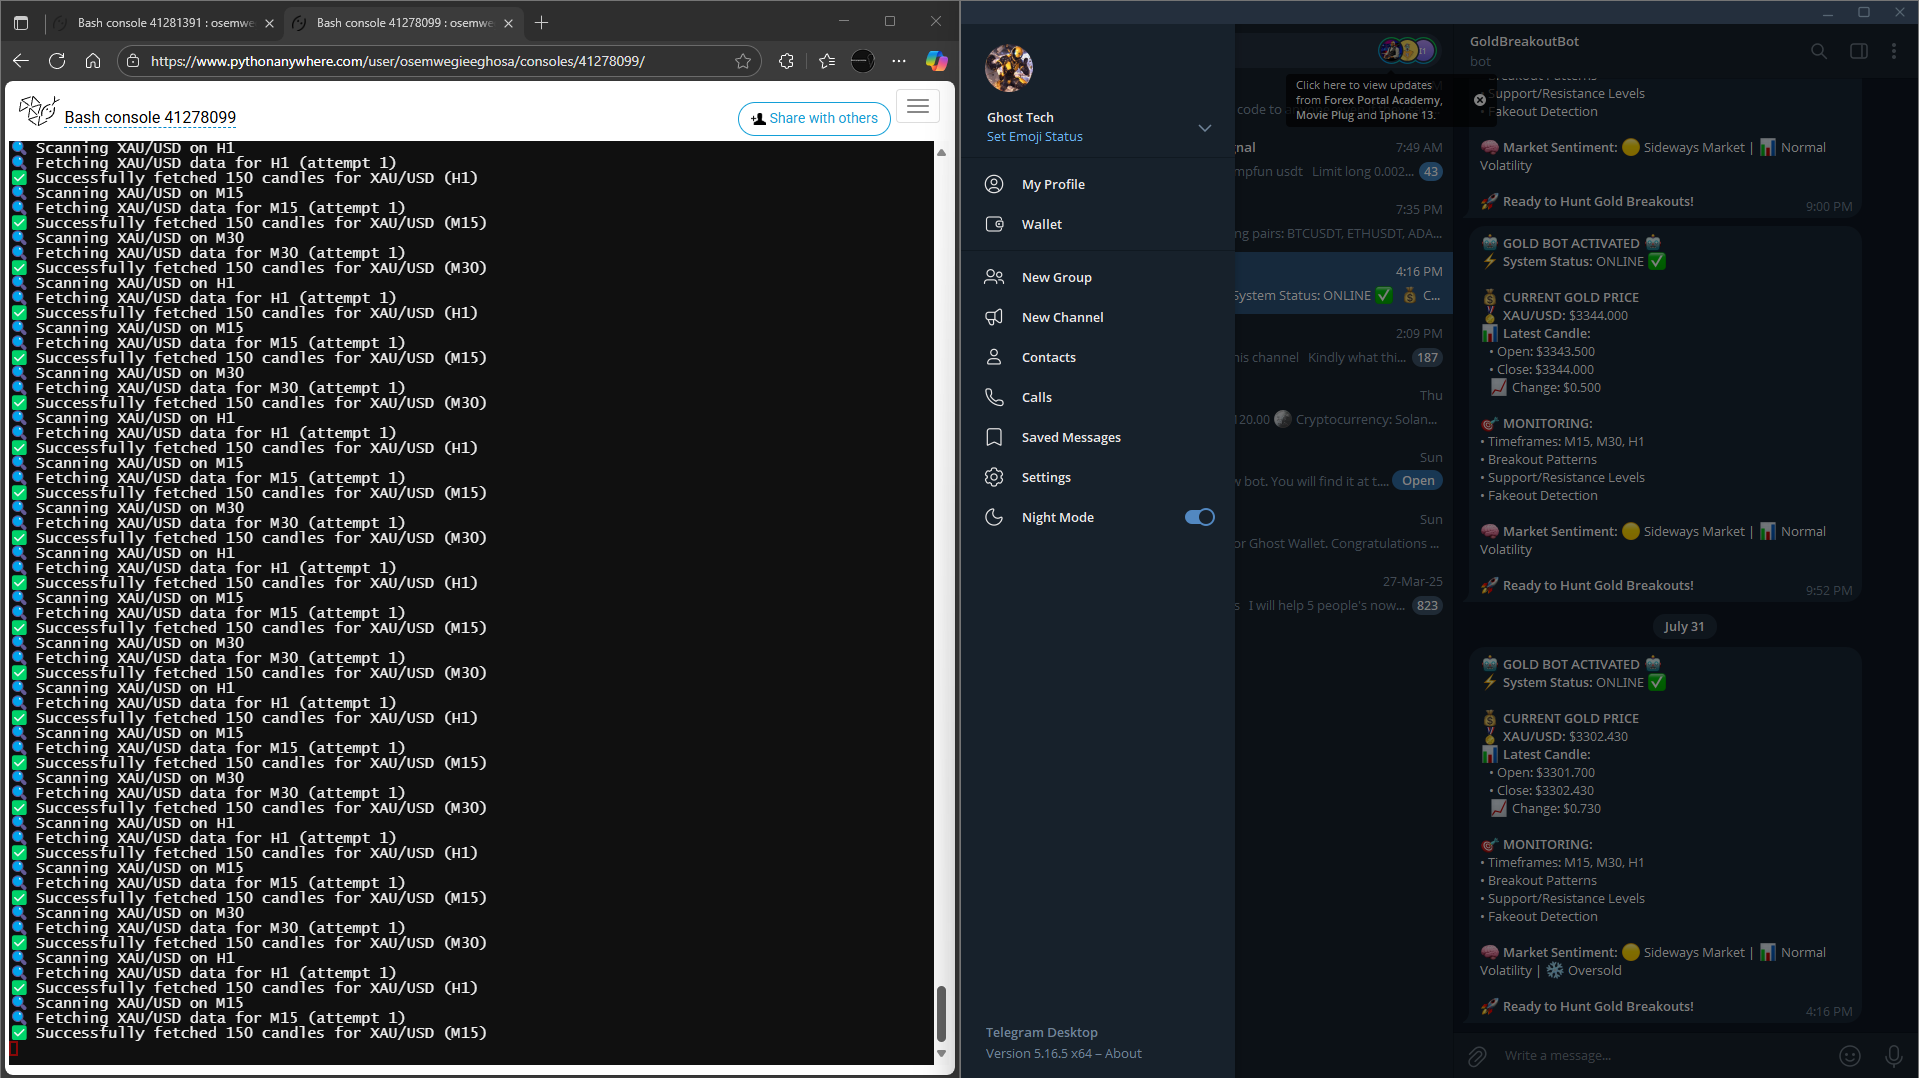 Bash console 41281391 : osemwe
Bash console 41278099 : osemwe
https://www.pythonanywhere.com/user/osemwegieeghosa/consoles/41278099/
Bash console 41278099
Share with others
Scanning XAU/USD on H1
Fetching XAU/USD data for H1 (attempt 1)
Successfully fetched 150 candles for XAU/USD (H1)
Scanning XAU/USD on M15
Fetching XAU/USD data for M15 (attempt 1)
Successfully fetched 150 candles for XAU/USD (M15)
Scanning XAU/USD on M30
Fetching XAU/USD data for M30 (attempt 1)
Successfully fetched 150 candles for XAU/USD (M30)
Scanning XAU/USD on H1
Fetching XAU/USD data for H1 (attempt 1)
Successfully fetched 150 candles for XAU/USD (H1)
Scanning XAU/USD on M15
Fetching XAU/USD data for M15 (attempt 1)
Successfully fetched 150 candles for XAU/USD (M15)
Scanning XAU/USD on M30
Fetching XAU/USD data for M30 (attempt 1)
Successfully fetched 150 candles for XAU/USD (M30)
Scanning XAU/USD on H1
Fetching XAU/USD data for H1 (attempt 1)
Successfully fetched 150 candles for XAU/USD (H1)
Scanning XAU/USD on M15
Fetching XAU/USD data for M15 (attempt 1)
Successfully fetched 150 candles for XAU/USD (M15)
Scanning XAU/USD on M30
Fetching XAU/USD data for M30 (attempt 1)
Successfully fetched 150 candles for XAU/USD (M30)
Scanning XAU/USD on H1
Fetching XAU/USD data for H1 (attempt 1)
Successfully fetched 150 candles for XAU/USD (H1)
Scanning XAU/USD on M15
Fetching XAU/USD data for M15 (attempt 1)
Successfully fetched 150 candles for XAU/USD (M15)
Scanning XAU/USD on M30
Fetching XAU/USD data for M30 (attempt 1)
Successfully fetched 150 candles for XAU/USD (M30)
Scanning XAU/USD on H1
Fetching XAU/USD data for H1 (attempt 1)
Successfully fetched 150 candles for XAU/USD (H1)
Scanning XAU/USD on M15
Fetching XAU/USD data for M15 (attempt 1)
Successfully fetched 150 candles for XAU/USD (M15)
Scanning XAU/USD on M30
Fetching XAU/USD data for M30 (attempt 1)
Successfully fetched 150 candles for XAU/USD (M30)
Scanning XAU/USD on H1
Fetching XAU/USD data for H1 (attempt 1)
Successfully fetched 150 candles for XAU/USD (H1)
Scanning XAU/USD on M15
Fetching XAU/USD data for M15 (attempt 1)
Successfully fetched 150 candles for XAU/USD (M15)
Scanning XAU/USD on M30
Fetching XAU/USD data for M30 (attempt 1)
Successfully fetched 150 candles for XAU/USD (M30)
Scanning XAU/USD on H1
Fetching XAU/USD data for H1 (attempt 1)
Successfully fetched 150 candles for XAU/USD (H1)
Scanning XAU/USD on M15
Fetching XAU/USD data for M15 (attempt 1)
Successfully fetched 150 candles for XAU/USD (M15)
Ghost Tech
Set Emoji Status
My Profile
Wallet
New Group
New Channel
Contacts
Calls
Saved Messages
Settings
Night Mode
Telegram Desktop
Version 5.16.5 x64 – About
Click here to view updates
from Forex Portal Academy,
Movie Plug and Iphone 13.
code to a
gnal 7:49 AM
mpfun usdt Limit long 0.002... 43
7:35 PM
ng pairs: BTCUSDT, ETHUSDT, ADA...
4:16 PM
System Status: ONLINE ✅ 💰 C...
2:09 PM
his channel Kindly what thi... 187
Thu
120.00 🌑 Cryptocurrency: Solan...
Sun
w bot. You will find it at t.... Open
Sun
or Ghost Wallet. Congratulations ...
27-Mar-25
s I will help 5 people's now... 823
GoldBreakoutBot
bot
• Breakout Patterns
• Support/Resistance Levels
• Fakeout Detection
🧠 Market Sentiment: 🟡 Sideways Market | 📊 Normal
Volatility
🚀 Ready to Hunt Gold Breakouts!
9:00 PM
🤖 GOLD BOT ACTIVATED 🤖
⚡ System Status: ONLINE ✅
💰 CURRENT GOLD PRICE
🥇 XAU/USD: $3344.000
📊 Latest Candle:
• Open: $3343.500
• Close: $3344.000
📈 Change: $0.500
🎯 MONITORING:
• Timeframes: M15, M30, H1
• Breakout Patterns
• Support/Resistance Levels
• Fakeout Detection
🧠 Market Sentiment: 🟡 Sideways Market | 📊 Normal
Volatility
🚀 Ready to Hunt Gold Breakouts!
9:52 PM
July 31
🤖 GOLD BOT ACTIVATED 🤖
⚡ System Status: ONLINE ✅
💰 CURRENT GOLD PRICE
🥇 XAU/USD: $3302.430
📊 Latest Candle:
• Open: $3301.700
• Close: $3302.430
📈 Change: $0.730
🎯 MONITORING:
• Timeframes: M15, M30, H1
• Breakout Patterns
• Support/Resistance Levels
• Fakeout Detection
🧠 Market Sentiment: 🟡 Sideways Market | 📊 Normal
Volatility | ❄️ Oversold
🚀 Ready to Hunt Gold Breakouts!
4:16 PM
Write a message...